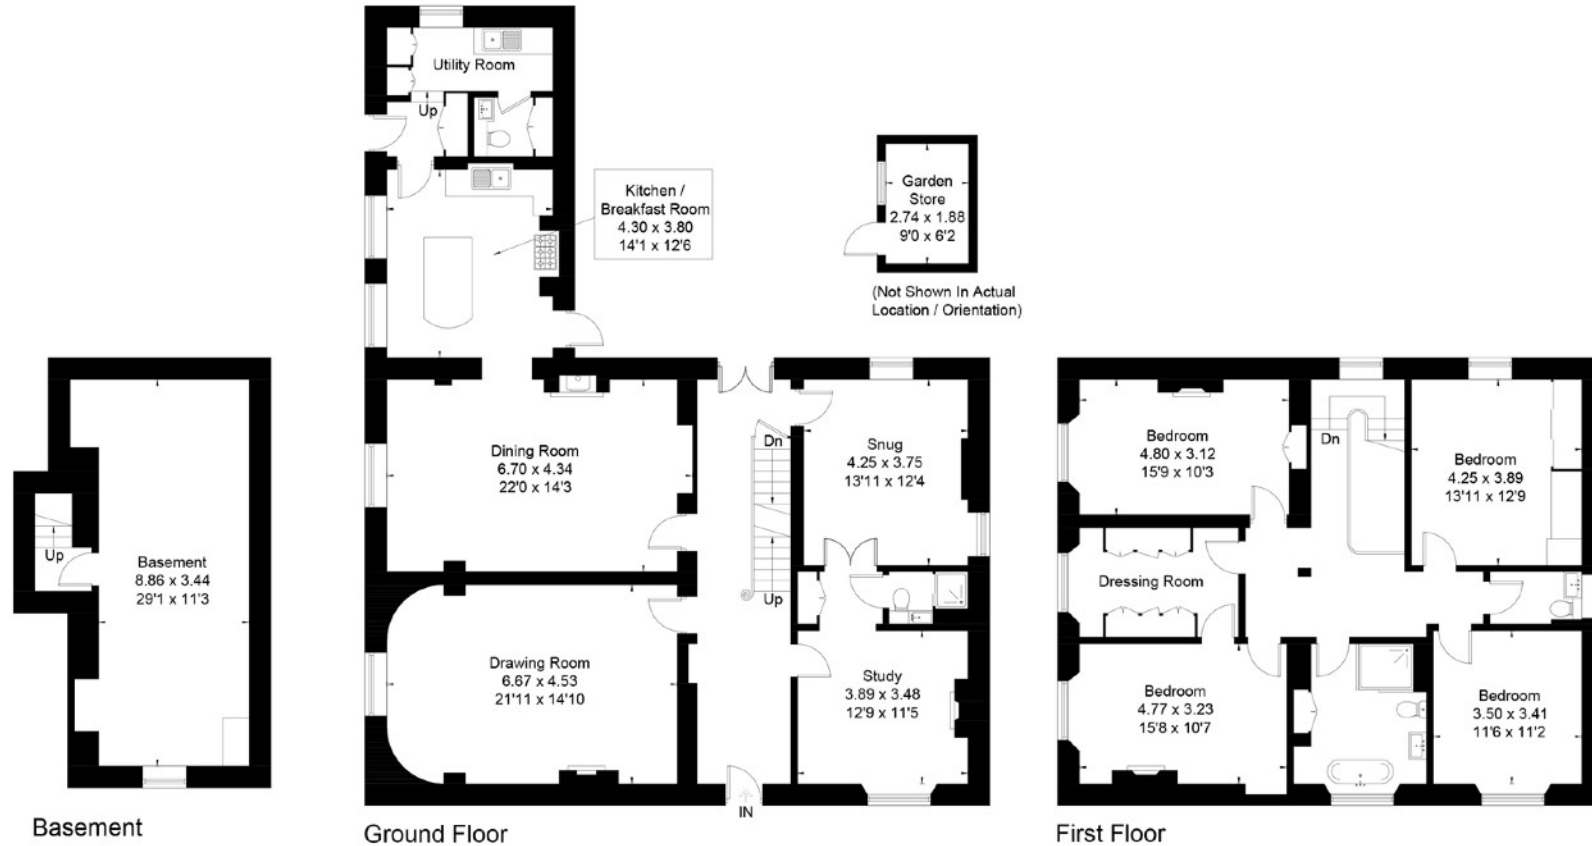 Utility Room
Up
Kitchen /
Breakfast Room
4.30 x 3.80
14'1 x 12'6
Garden
Store
2.74 x 1.88
9'0 x 6'2
(Not Shown In Actual
Location / Orientation)
Up
Basement
8.86 x 3.44
29'1 x 11'3
Basement
Dining Room
6.70 x 4.34
22'0 x 14'3
Dn
Snug
4.25 x 3.75
13'11 x 12'4
Up
Drawing Room
6.67 x 4.53
21'11 x 14'10
Study
3.89 x 3.48
12'9 x 11'5
IN
Ground Floor
Bedroom
4.80 x 3.12
15'9 x 10'3
Dn
Bedroom
4.25 x 3.89
13'11 x 12'9
Dressing Room
Bedroom
4.77 x 3.23
15'8 x 10'7
Bedroom
3.50 x 3.41
11'6 x 11'2
First Floor